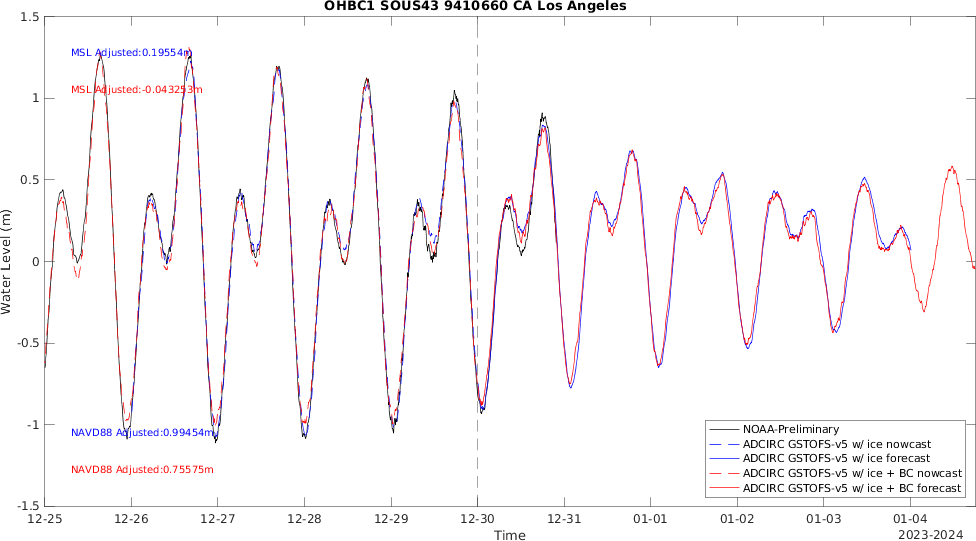 OHBC1 SOUS43 9410660 CA Los Angeles
1.5
1
0.5
0
-0.5
-1
-1.5
Water Level (m)
MSL Adjusted:0.19554m
MSL Adjusted:-0.043253m
NAVD88 Adjusted:0.99454m
NAVD88 Adjusted:0.75575m
NOAA-Preliminary
ADCIRC GSTOFS-v5 w/ ice nowcast
ADCIRC GSTOFS-v5 w/ ice forecast
ADCIRC GSTOFS-v5 w/ ice + BC nowcast
ADCIRC GSTOFS-v5 w/ ice + BC forecast
12-25 12-26 12-27 12-28 12-29 12-30 12-31 01-01 01-02 01-03 01-04
Time
2023-2024